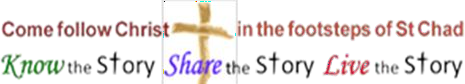 Come follow Christ in the footsteps of St Chad
Know the Story Share the Story Live the Story